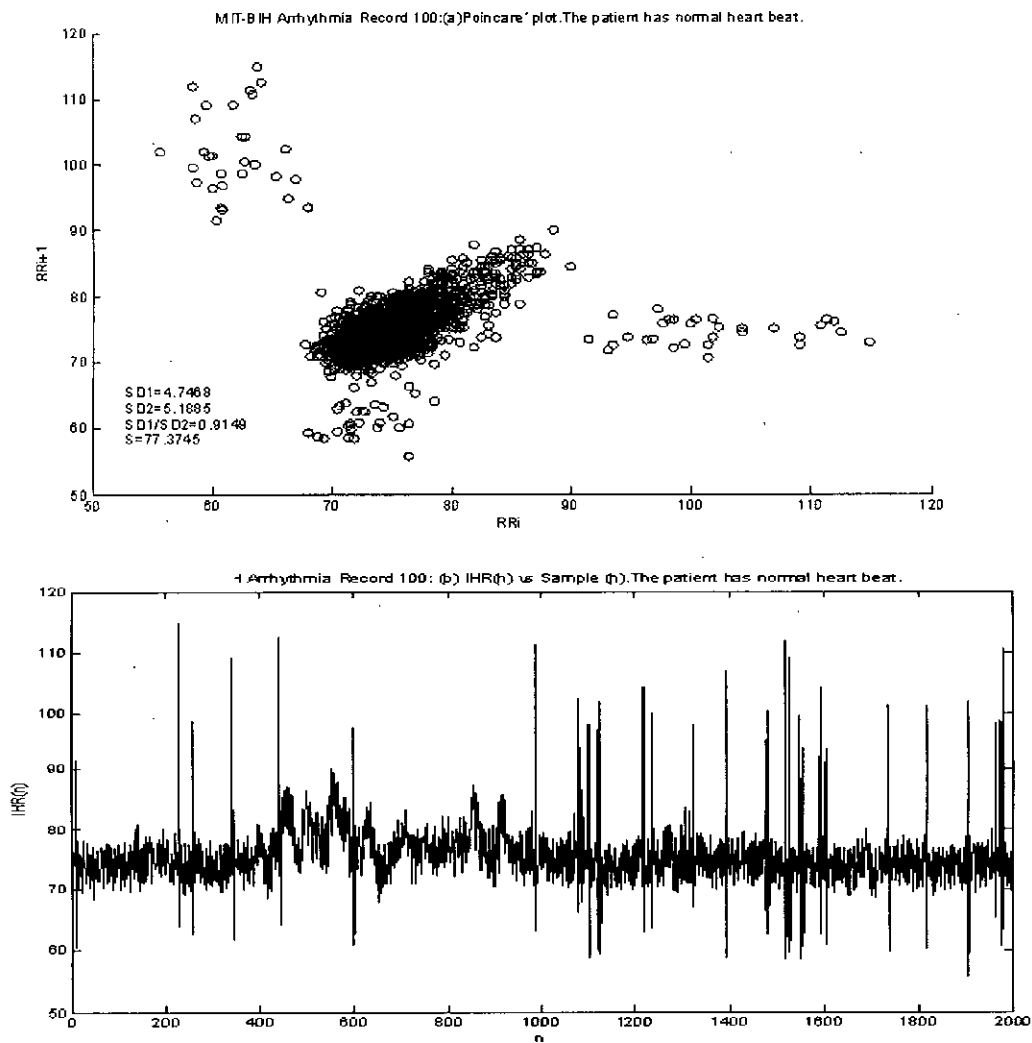 MIT-BIH Arrhythmia Record 100:(a)Poincare´ plot.The patient has normal heart beat.
120
110
100
90
80
70
60
50
RRi+1
SD1=4.7468
SD2=5.1885
SD1/SD2=0.9149
S=77.3745
50 60 70 80 90 100 110 120
RRi
H Arrhythmia Record 100: (b) IHR(n) vs Sample (n).The patient has normal heart beat.
120
110
100
90
80
70
60
50
IHR(n)
0 200 400 600 800 1000 1200 1400 1600 1800 2000
n